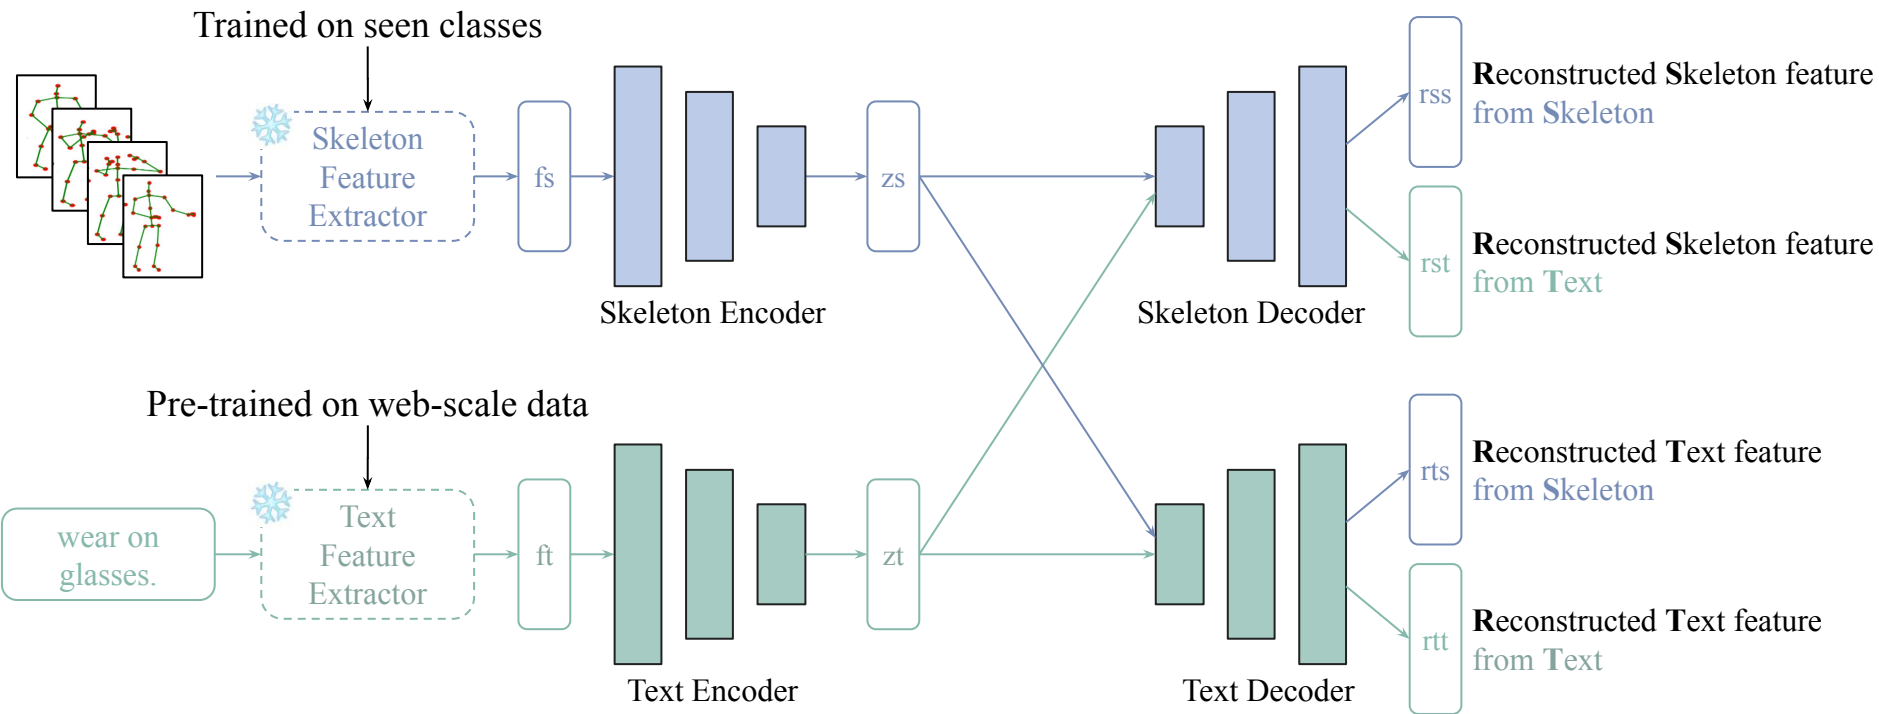 Trained on seen classes
Skeleton
Feature
Extractor
fs
Skeleton Encoder
zs
Skeleton Decoder
rss
Reconstructed Skeleton feature
from Skeleton
rst
Reconstructed Skeleton feature
from Text
Pre-trained on web-scale data
wear on
glasses.
Text
Feature
Extractor
ft
Text Encoder
zt
Text Decoder
rts
Reconstructed Text feature
from Skeleton
rtt
Reconstructed Text feature
from Text